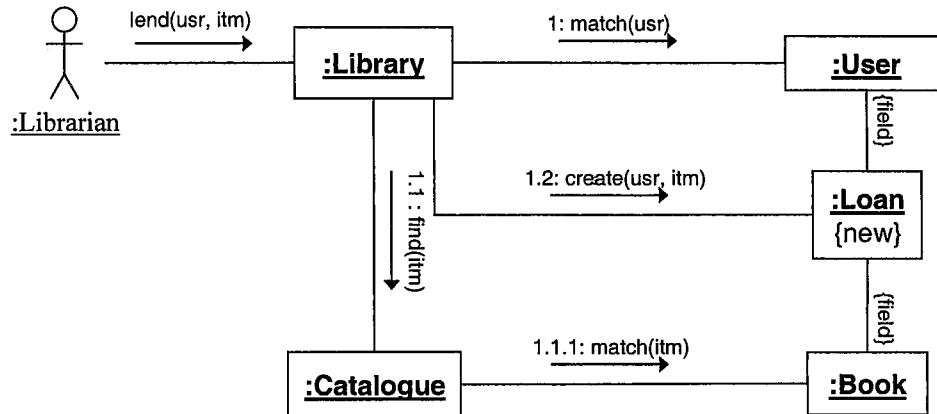 lend(usr, itm)
1: match(usr)
:Library
:User
:Librarian
{field}
1.1 : find(itm)
1.2: create(usr, itm)
:Loan
{new}
{field}
1.1.1: match(itm)
:Catalogue
:Book